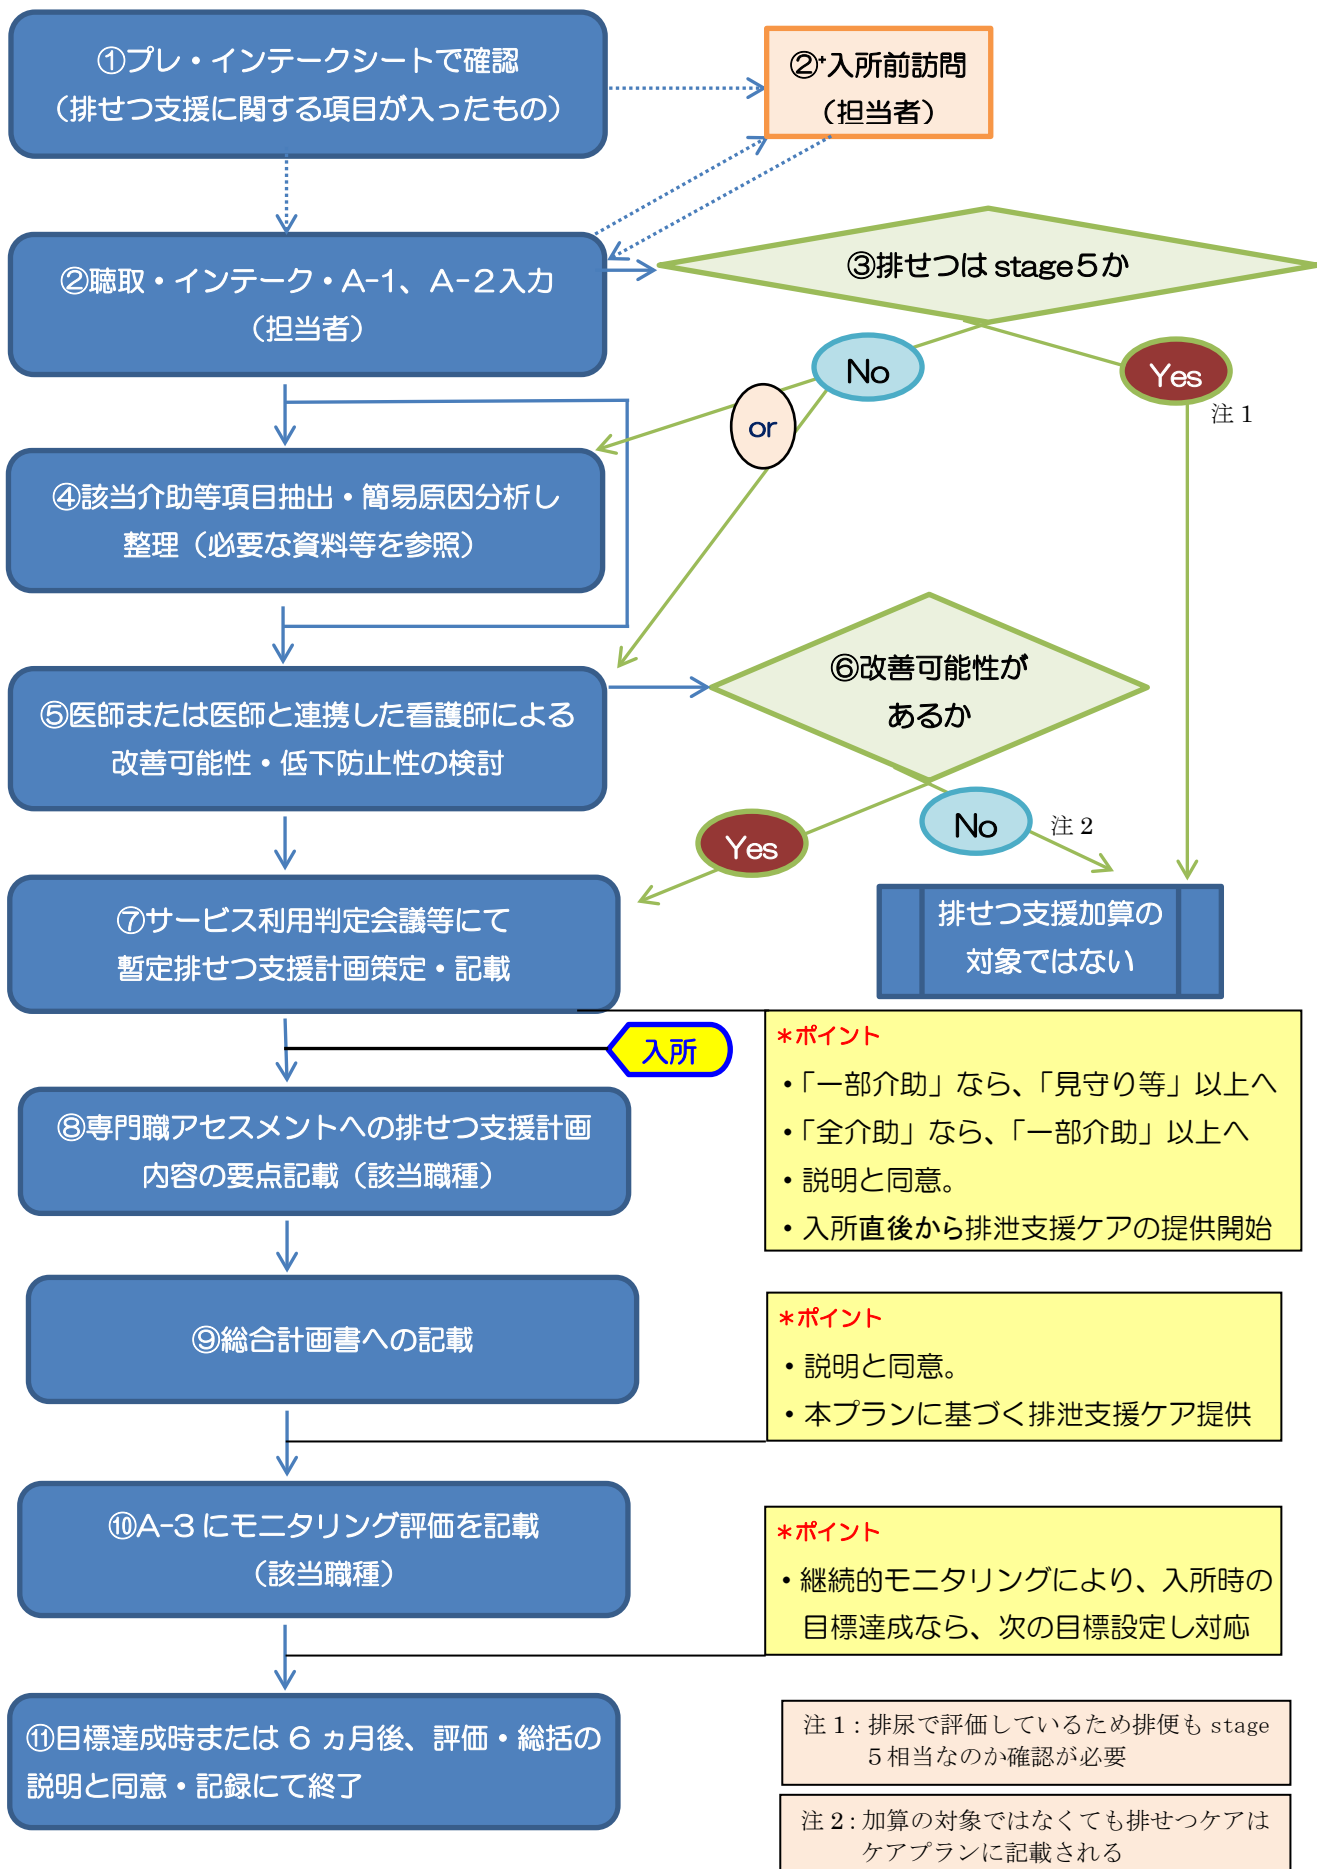 ①プレ・インテークシートで確認
（排せつ支援に関する項目が入ったもの）
②⁺入所前訪問
（担当者）
②聴取・インテーク・A-1、A-2入力
（担当者）
③排せつは stage5か
No
Yes
注 1
or
④該当介助等項目抽出・簡易原因分析し
整理（必要な資料等を参照）
⑤医師または医師と連携した看護師による
改善可能性・低下防止性の検討
⑥改善可能性が
あるか
Yes
No
注 2
⑦サービス利用判定会議等にて
暫定排せつ支援計画策定・記載
排せつ支援加算の
対象ではない
入所
＊ポイント
・「一部介助」なら、「見守り等」以上へ
・「全介助」なら、「一部介助」以上へ
・説明と同意。
・入所直後から排泄支援ケアの提供開始
⑧専門職アセスメントへの排せつ支援計画
内容の要点記載（該当職種）
⑨総合計画書への記載
＊ポイント
・説明と同意。
・本プランに基づく排泄支援ケア提供
⑩A-3 にモニタリング評価を記載
（該当職種）
＊ポイント
・継続的モニタリングにより、入所時の
目標達成なら、次の目標設定し対応
⑪目標達成時または 6 ヵ月後、評価・総括の
説明と同意・記録にて終了
注 1：排尿で評価しているため排便も stage
5相当なのか確認が必要
注 2：加算の対象ではなくても排せつケアは
ケアプランに記載される